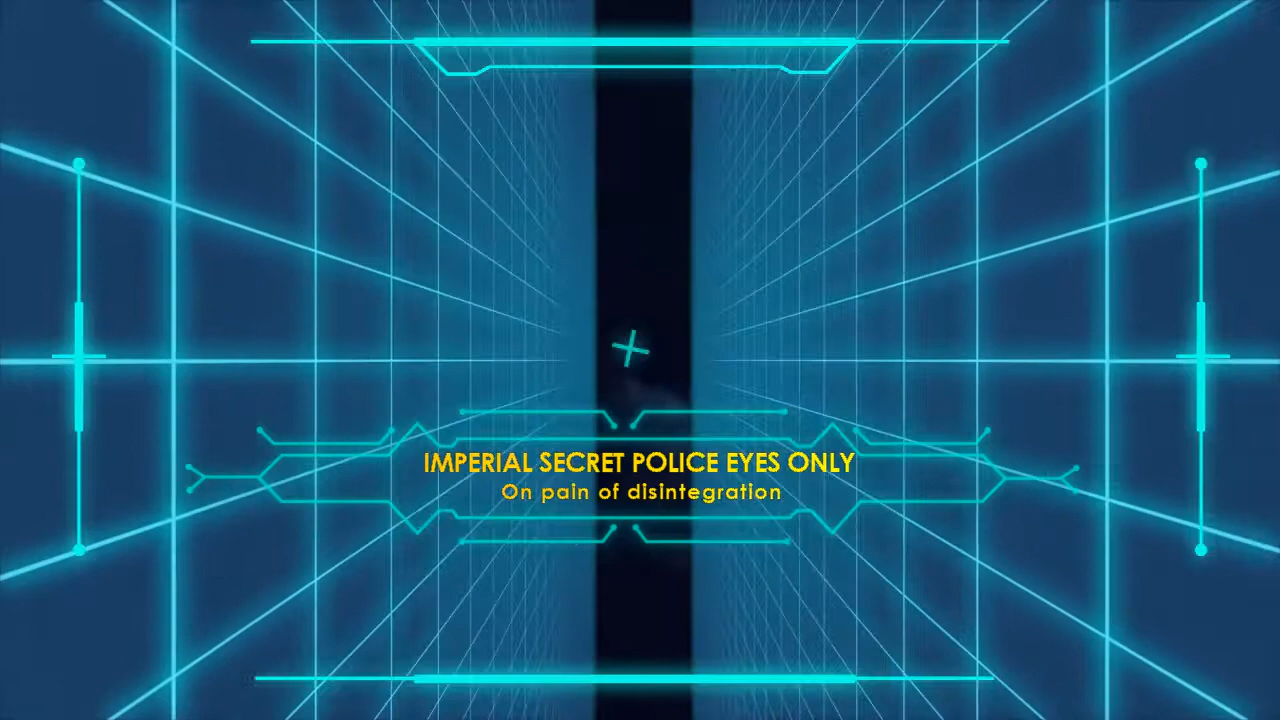 IMPERIAL SECRET POLICE EYES ONLY
On pain of disintegration